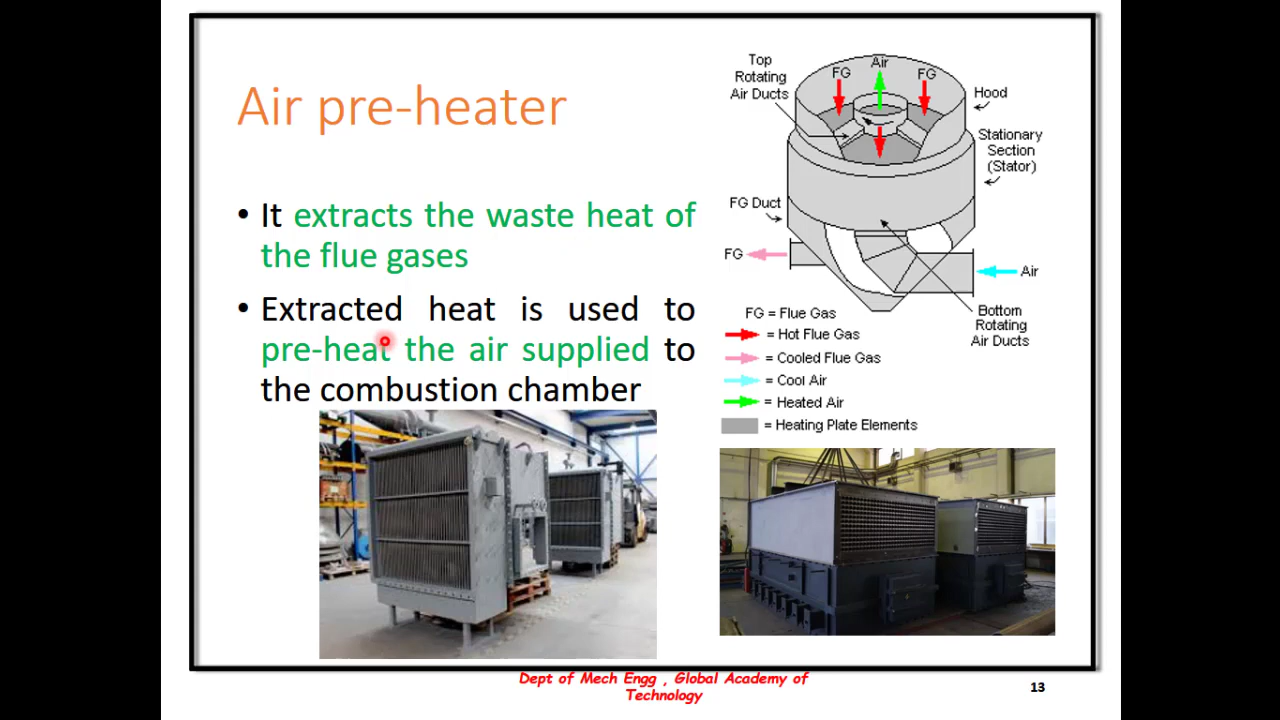 Air pre-heater
• It extracts the waste heat of
the flue gases
• Extracted heat is used to
pre-heat the air supplied to
the combustion chamber
Top
Rotating
Air Ducts
FG
Air
FG
Hood
Stationary
Section
(Stator)
FG Duct
FG
Air
Bottom
Rotating
Air Ducts
FG = Flue Gas
= Hot Flue Gas
= Cooled Flue Gas
= Cool Air
= Heated Air
= Heating Plate Elements
Dept of Mech Engg , Global Academy of
Technology
13